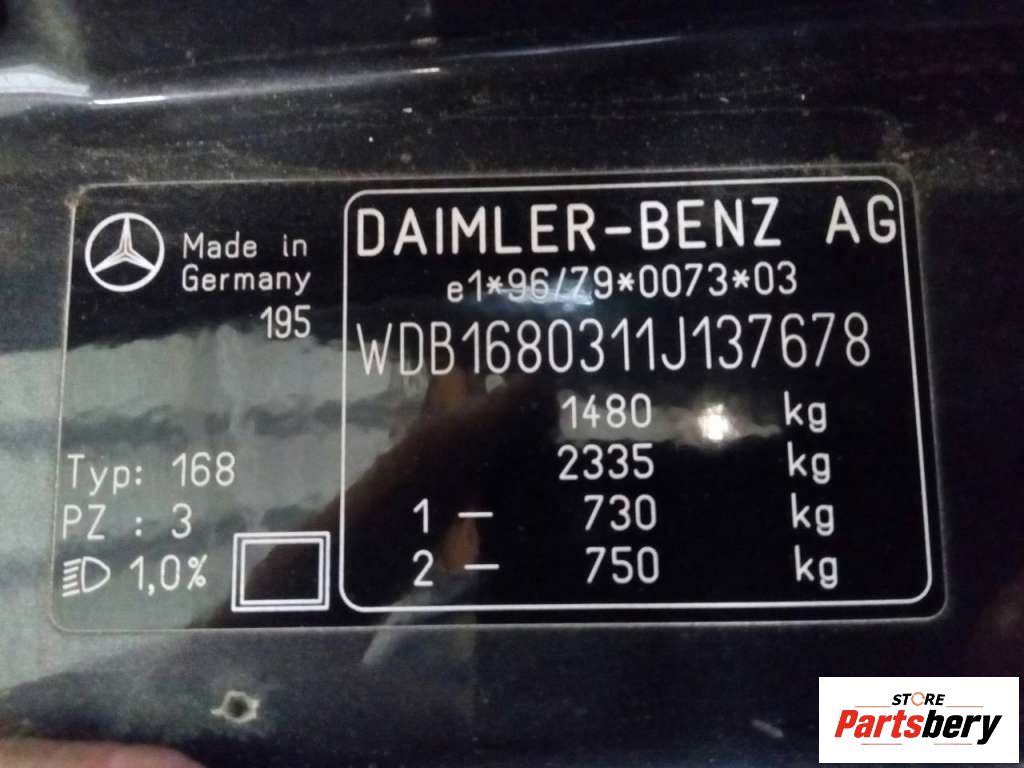 Made in
Germany
195
Typ: 168
PZ : 3
1,0%
DAIMLER-BENZ AG
e1*96/79*0073*03
WDB1680311J137678
1480 kg
2335 kg
1 — 730 kg
2 — 750 kg
STORE
Partsbery